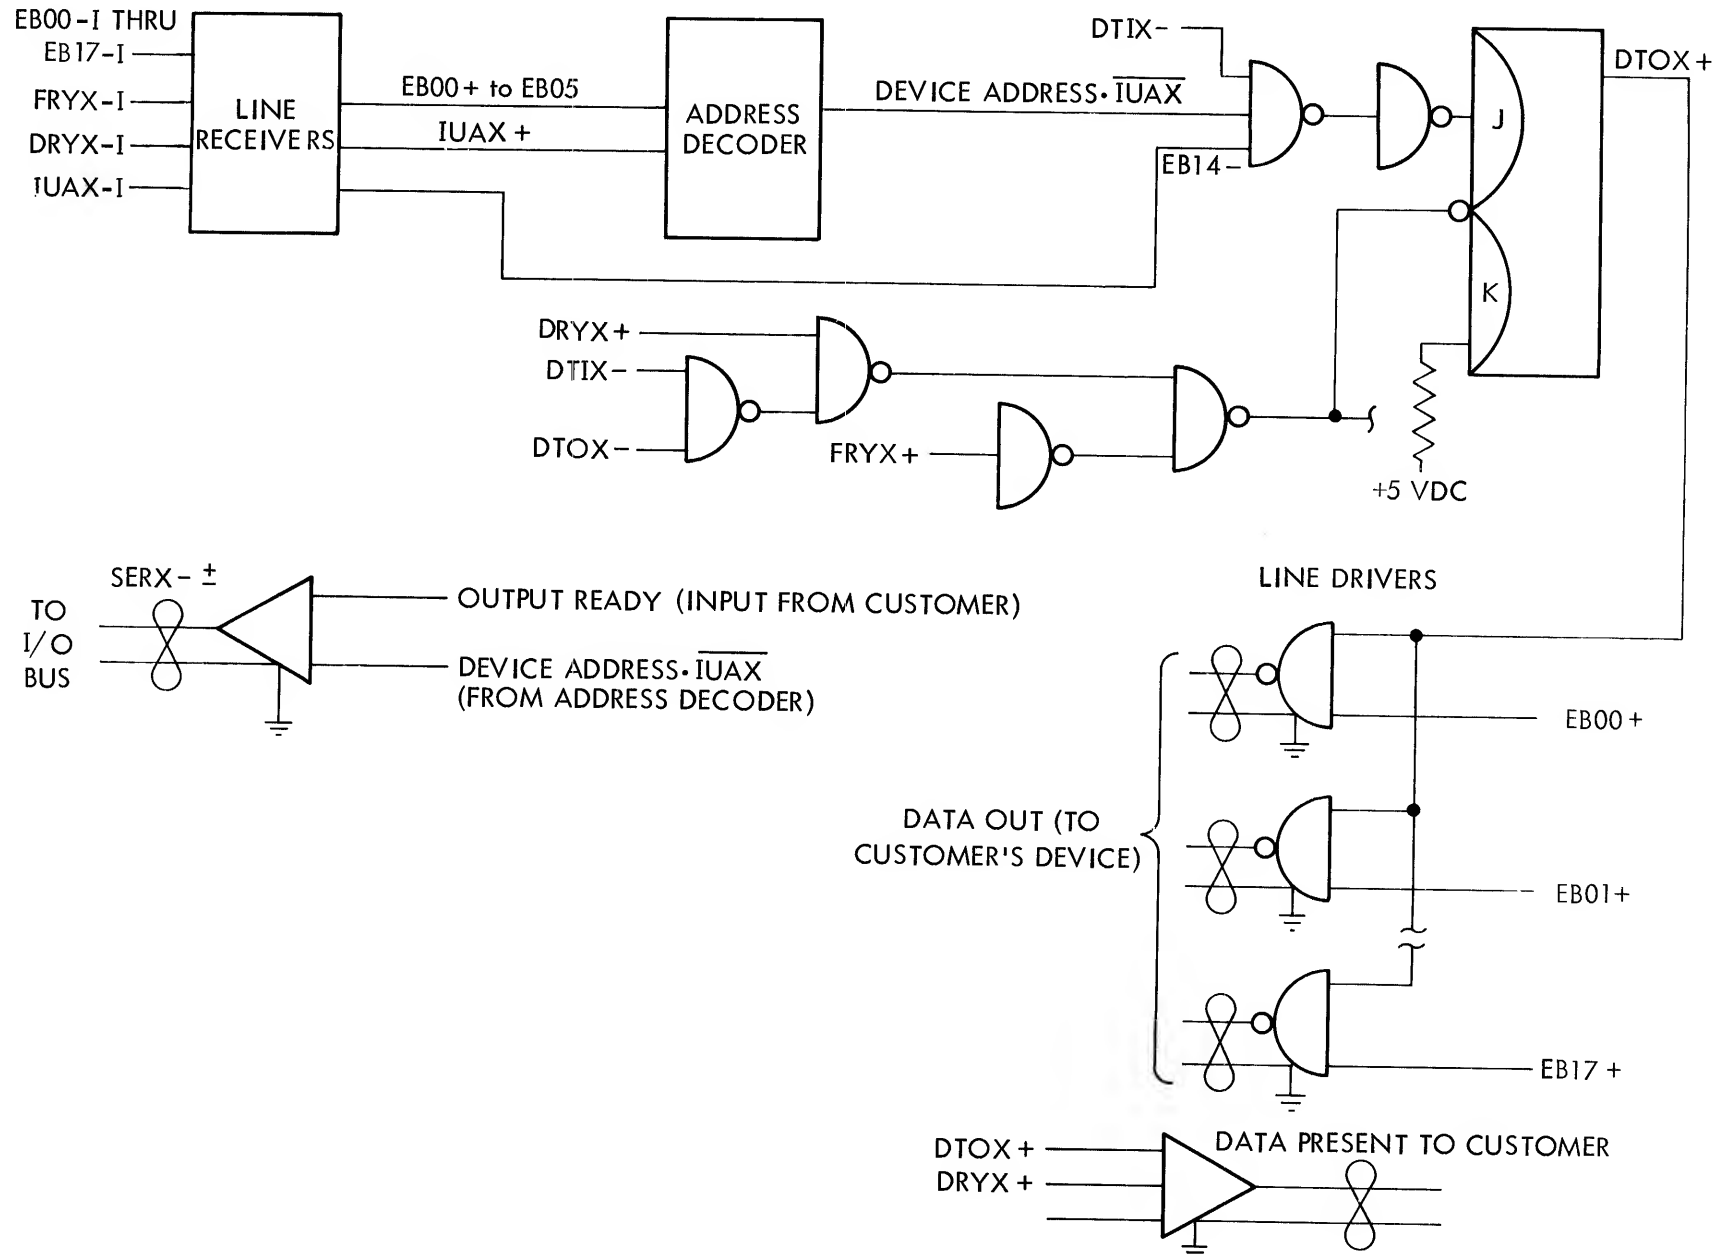 EB00-I THRU
EB17-I
FRYX-I
DRYX-I
IUAX-I
LINE
RECEIVERS
EB00+ to EB05
IUAX +
ADDRESS
DECODER
DEVICE ADDRESS·IUAX
DTIX-
EB14-
J
K
DTOX+
DRYX+
DTIX-
DTOX-
FRYX+
+5 VDC
SERX- ±
TO
I/O
BUS
OUTPUT READY (INPUT FROM CUSTOMER)
DEVICE ADDRESS·IUAX
(FROM ADDRESS DECODER)
LINE DRIVERS
EB00+
DATA OUT (TO
CUSTOMER'S DEVICE)
EB01+
EB17+
DTOX+
DRYX+
DATA PRESENT TO CUSTOMER